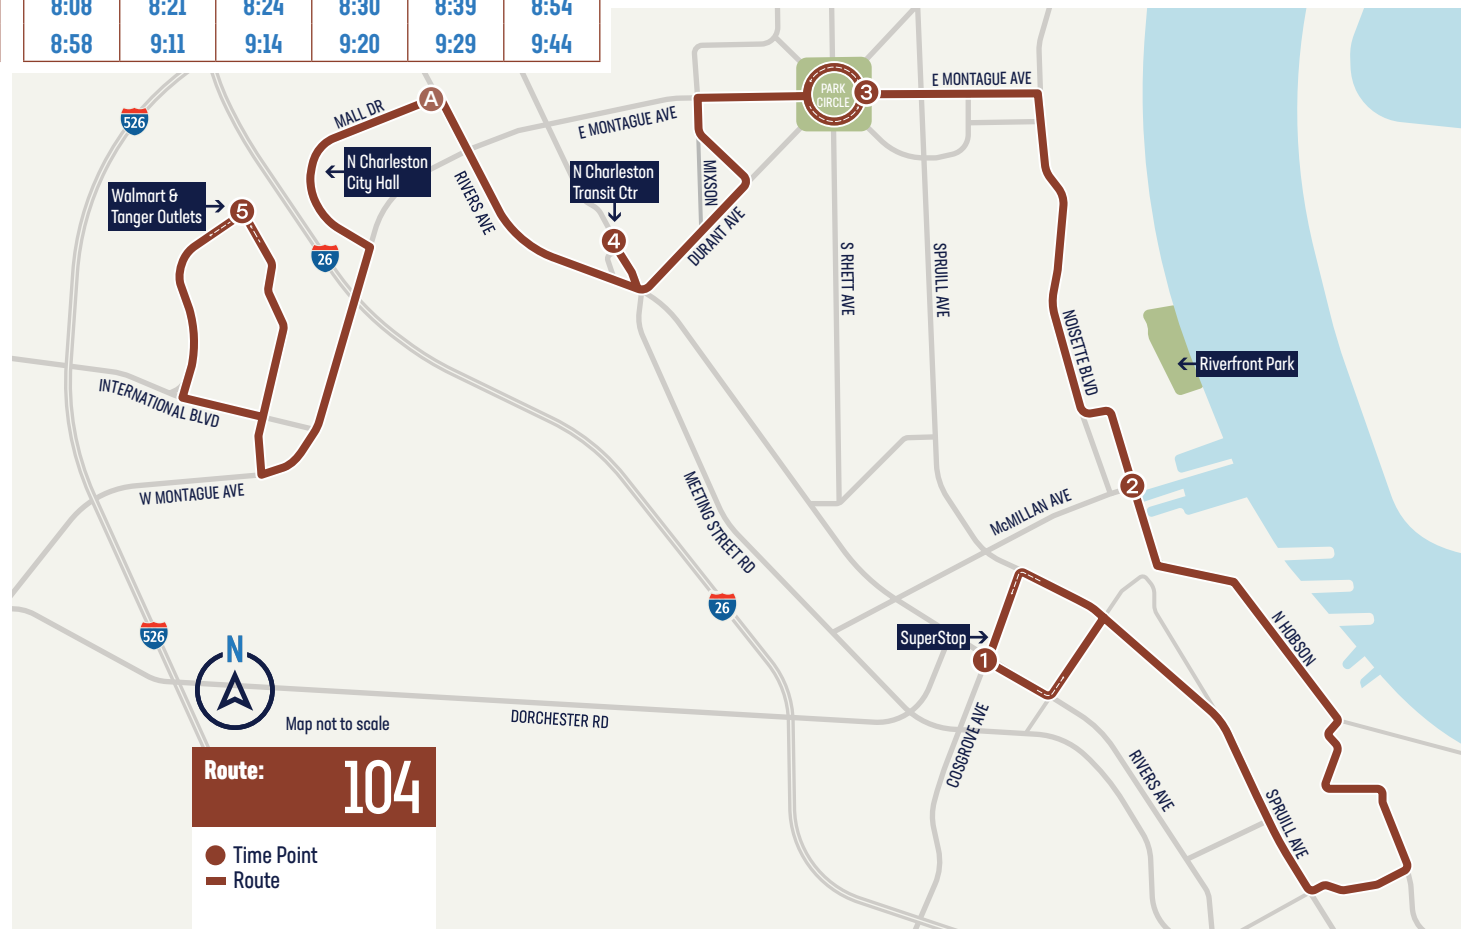 8:08 8:21 8:24 8:30 8:39 8:54
8:58 9:11 9:14 9:20 9:29 9:44
E MONTAGUE AVE
PARK
CIRCLE
3
A
MALL DR
526
E MONTAGUE AVE
N Charleston
City Hall
N Charleston
Transit Ctr
MIXSON
RIVERS AVE
Walmart &
Tanger Outlets
5
4
DURANT AVE
26
S RHETT AVE
SPRUILL AVE
NOISETTE BLVD
Riverfront Park
INTERNATIONAL BLVD
W MONTAGUE AVE
2
McMILLAN AVE
MEETING STREET RD
26
526
SuperStop
1
N HOBSON
N
Map not to scale
DORCHESTER RD
COSGROVE AVE
RIVERS AVE
SPRUILL AVE
Route: 104
Time Point
Route